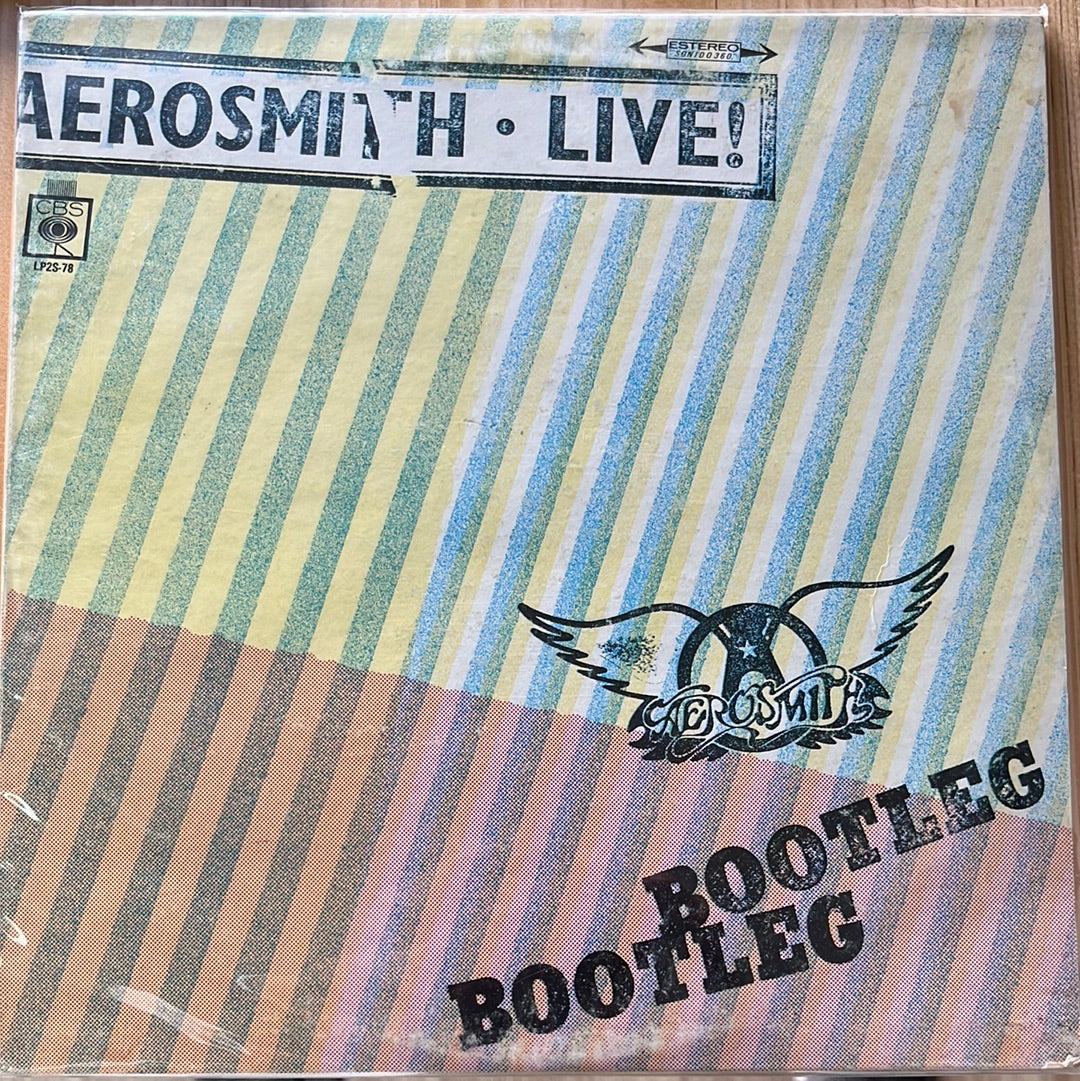 ESTEREO
SONIDO 360°
AEROSMITH • LIVE!
CBS
LP2S-78
AEROSMITH
BOOTLEG
BOOTLEG